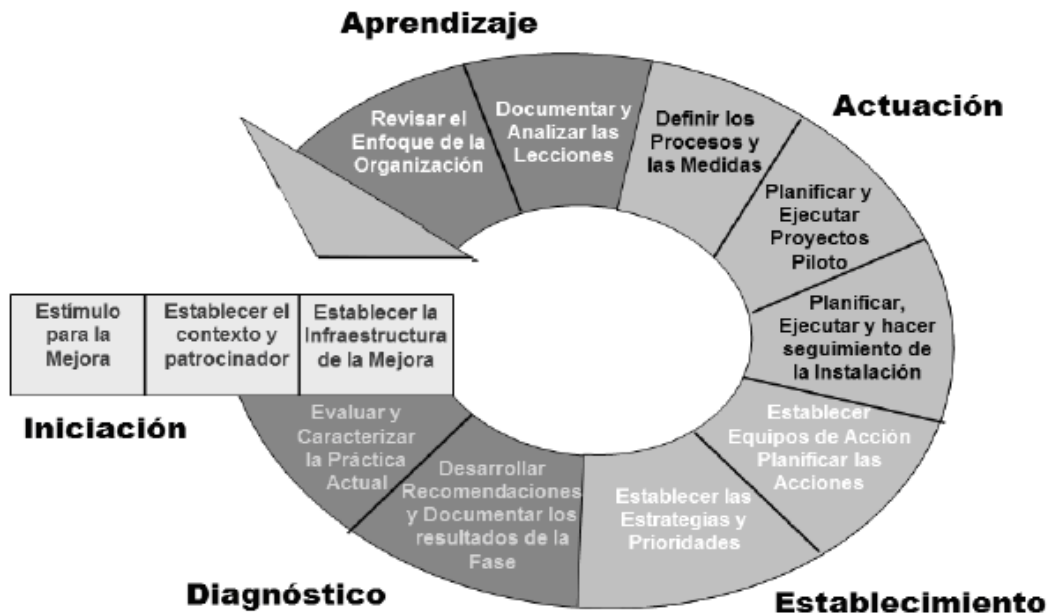 Aprendizaje
Actuación
Revisar el
Enfoque de la
Organización
Documentar y
Analizar las
Lecciones
Definir los
Procesos y
las Medidas
Planificar y
Ejecutar
Proyectos
Piloto
Planificar,
Ejecutar y hacer
seguimiento de
la Instalación
Estímulo
para la
Mejora
Establecer el
contexto y
patrocinador
Establecer la
Infraestructura
de la Mejora
Iniciación
Evaluar y
Caracterizar
la Práctica
Actual
Desarrollar
Recomendaciones
y Documentar los
resultados de la
Fase
Establecer las
Estrategias y
Prioridades
Establecer
Equipos de Acción
Planificar las
Acciones
Diagnóstico
Establecimiento